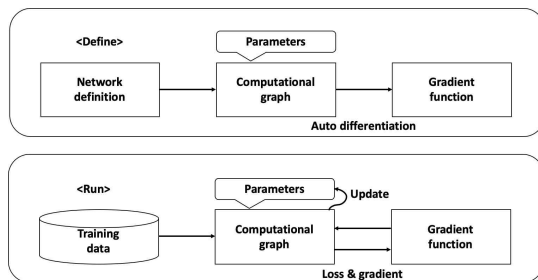 <Define>
Parameters
Network
definition
Computational
graph
Gradient
function
Auto differentiation
<Run>
Parameters
Update
Training
data
Computational
graph
Gradient
function
Loss & gradient